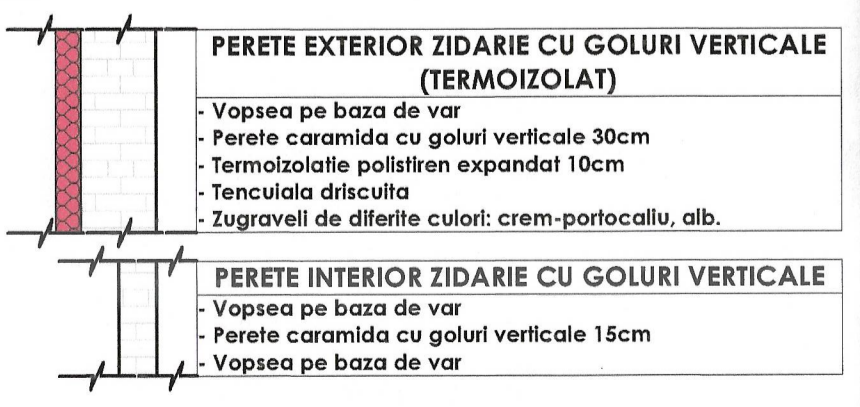 PERETE EXTERIOR ZIDARIE CU GOLURI VERTICALE
(TERMOIZOLAT)
- Vopsea pe baza de var
- Perete caramida cu goluri verticale 30cm
- Termoizolatie polistiren expandat 10cm
- Tencuiala driscuita
- Zugraveli de diferite culori: crem-portocaliu, alb.
PERETE INTERIOR ZIDARIE CU GOLURI VERTICALE
- Vopsea pe baza de var
- Perete caramida cu goluri verticale 15cm
- Vopsea pe baza de var